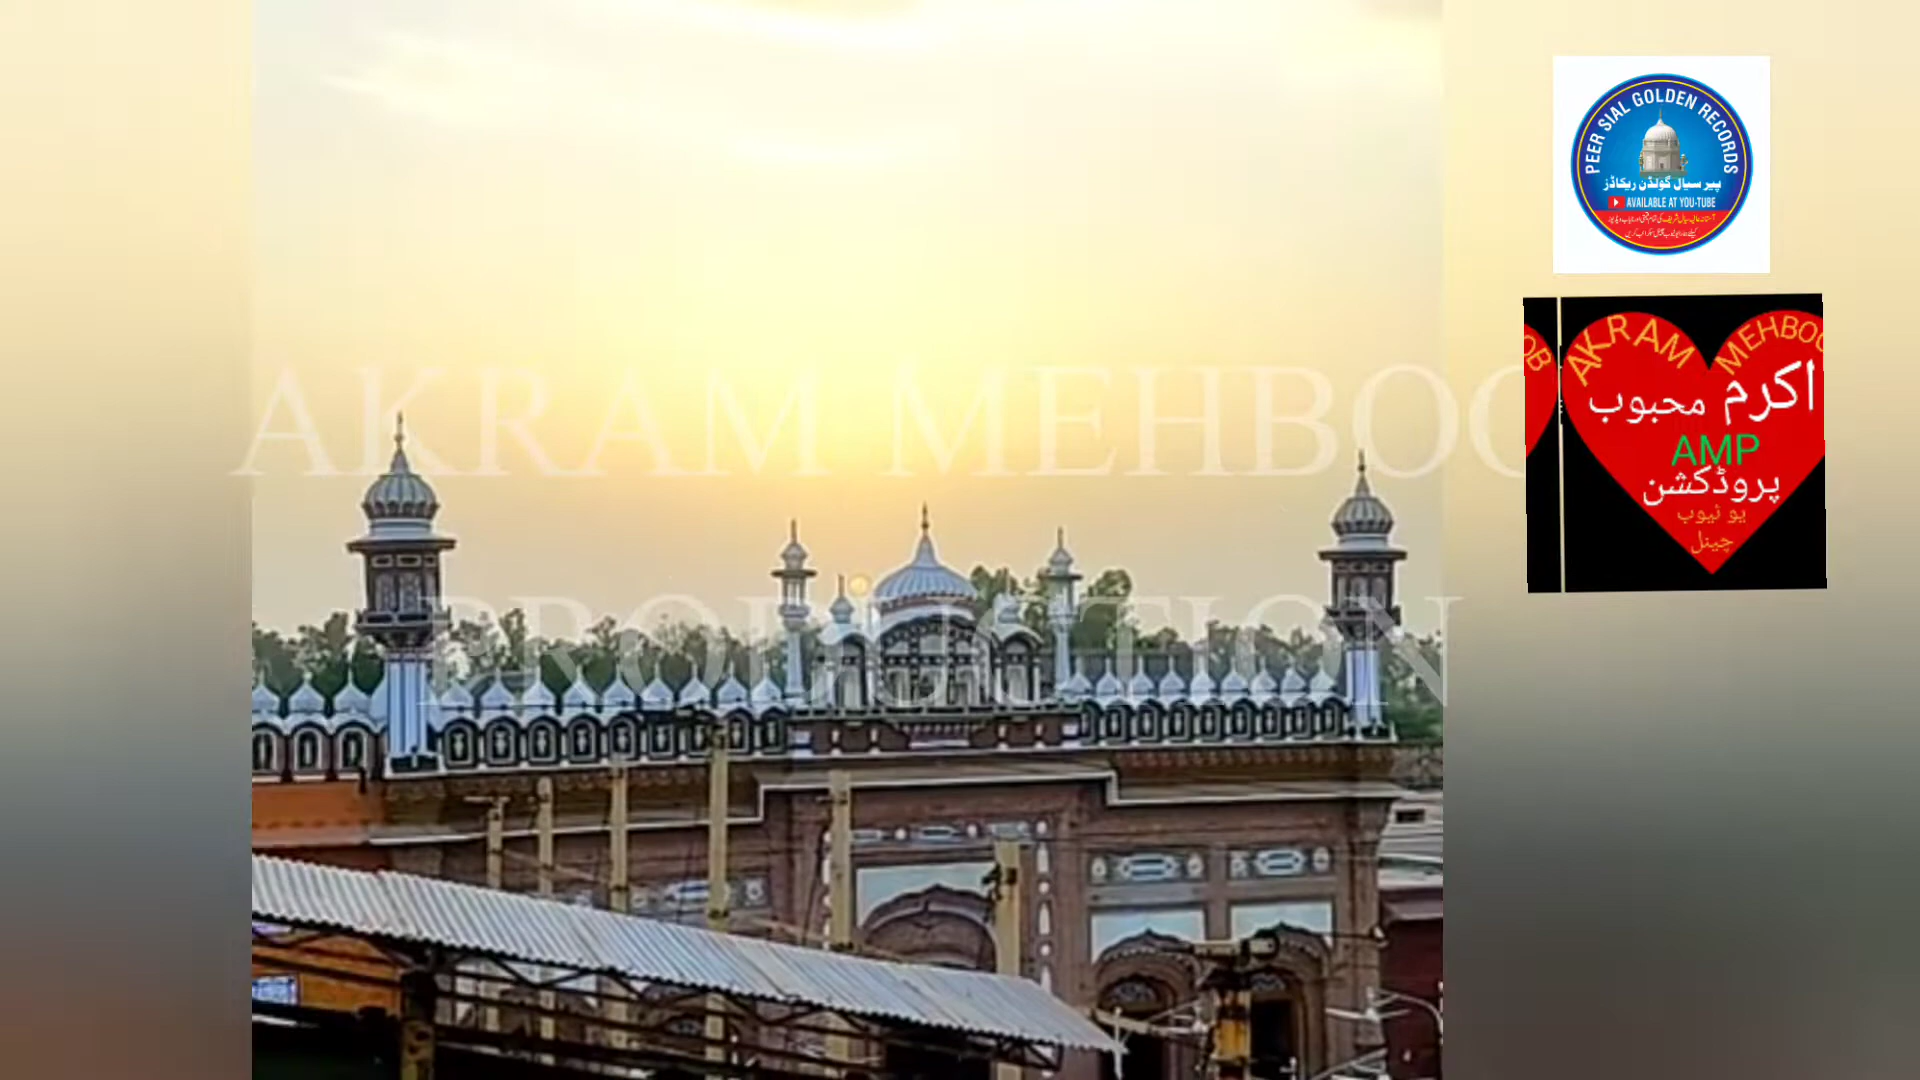 AKRAM MEHBOO
PRODUCTION
PEER SIAL GOLDEN RECORDS
پیر سیال گولڈن ریکاڈز
AVAILABLE AT YOU-TUBE
OB
AKRAM MEHBOO
اکرم محبوب
AMP
پروڈکشن
یو ٹیوب
چینل